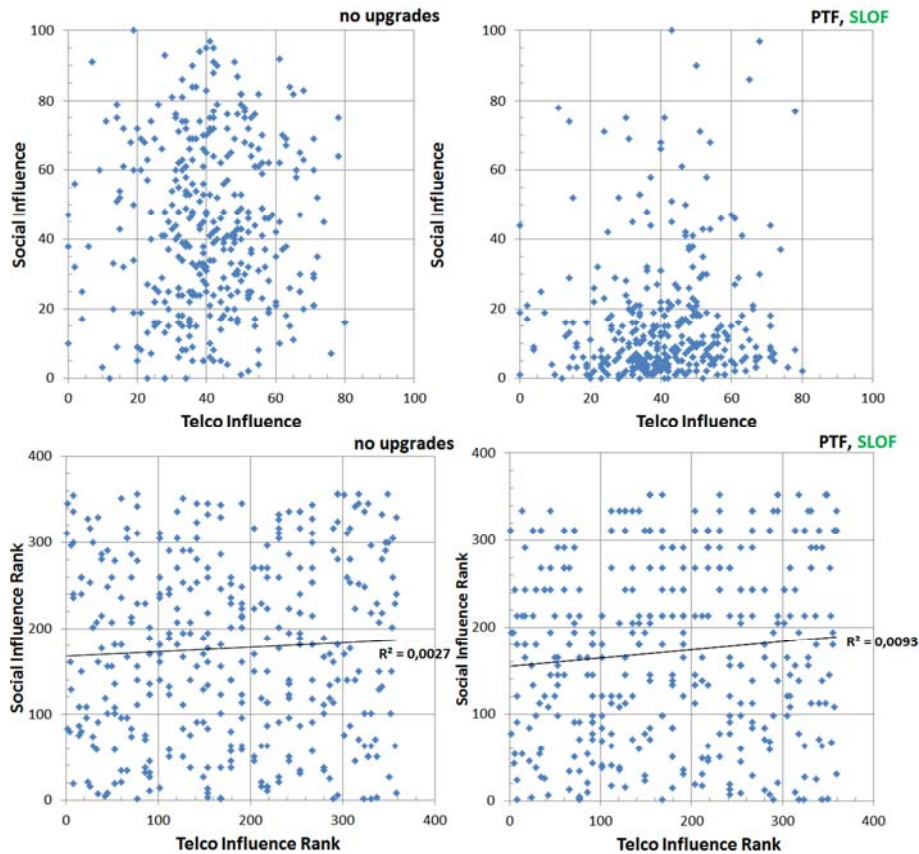 no upgrades
100
80
60
40
20
0
Social Influence
0 20 40 60 80 100
Telco Influence
PTF, SLOF
100
80
60
40
20
0
Social Influence
0 20 40 60 80 100
Telco Influence
no upgrades
400
300
200
100
0
Social Influence Rank
R² = 0,0027
0 100 200 300 400
Telco Influence Rank
PTF, SLOF
400
300
200
100
0
Social Influence Rank
R² = 0,0093
0 100 200 300 400
Telco Influence Rank